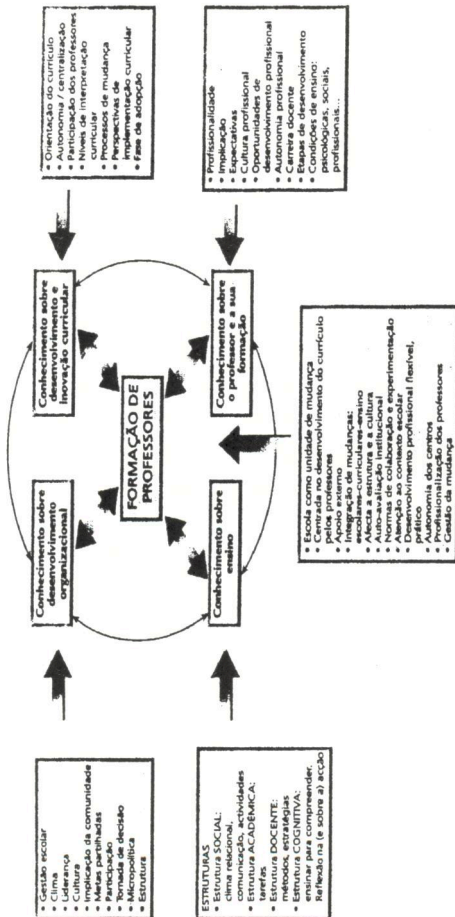 • Gestão escolar
• Clima
• Liderança
• Cultura
• Implicação da comunidade
• Metas partilhadas
• Participação
• Tomada de decisão
• Micropolítica
• Estrutura
Conhecimento sobre
desenvolvimento
organizacional
Conhecimento sobre
desenvolvimento e
inovação curricular
• Orientação do currículo
• Autonomia / centralização
• Participação dos professores
• Níveis de interpretação
curricular
• Processos de mudança
• Perspectivas de
implementação curricular
• Fase de adopção
FORMAÇÃO DE
PROFESSORES
ESTRUTURAS
• Estrutura SOCIAL:
clima relacional,
comunicação, actividades
• Estrutura ACADÉMICA:
tarefas
• Estrutura DOCENTE:
métodos, estratégias
• Estrutura COGNITIVA:
ensinar para compreender.
Reflexão na (e sobre a) acção
Conhecimento sobre
ensino
Conhecimento sobre
o professor e a sua
formação
• Profissionalidade
• Implicação
• Expectativas
• Cultura profissional
• Oportunidades de
desenvolvimento profissional
• Autonomia profissional
• Carreira docente
• Etapas de desenvolvimento
• Condições de ensino:
psicológicas, sociais,
profissionais...
• Escola como unidade de mudança
• Centrada no desenvolvimento do currículo
pelos professores
• Apoio externo
• Integração de mudanças:
escolares-curriculares-ensino
• Afecta a estrutura e a cultura
• Auto-avaliação institucional
• Normas de colaboração e experimentação
• Atenção ao contexto escolar
• Desenvolvimento profissional flexível,
prático
• Autonomia dos centros
• Profissionalização dos professores
• Gestão da mudança